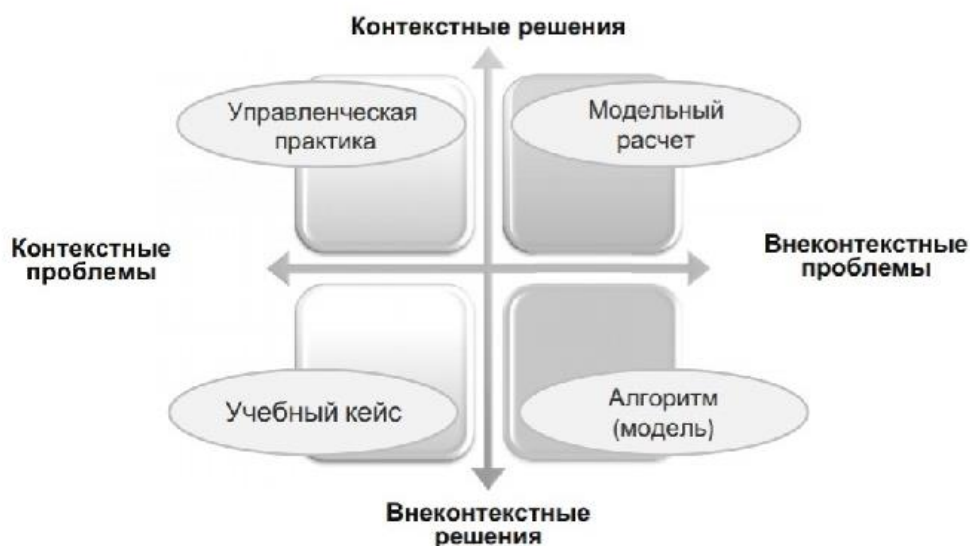 Контекстные решения
Управленческая
практика
Модельный
расчет
Контекстные
проблемы
Внеконтекстные
проблемы
Учебный кейс
Алгоритм
(модель)
Внеконтекстные
решения